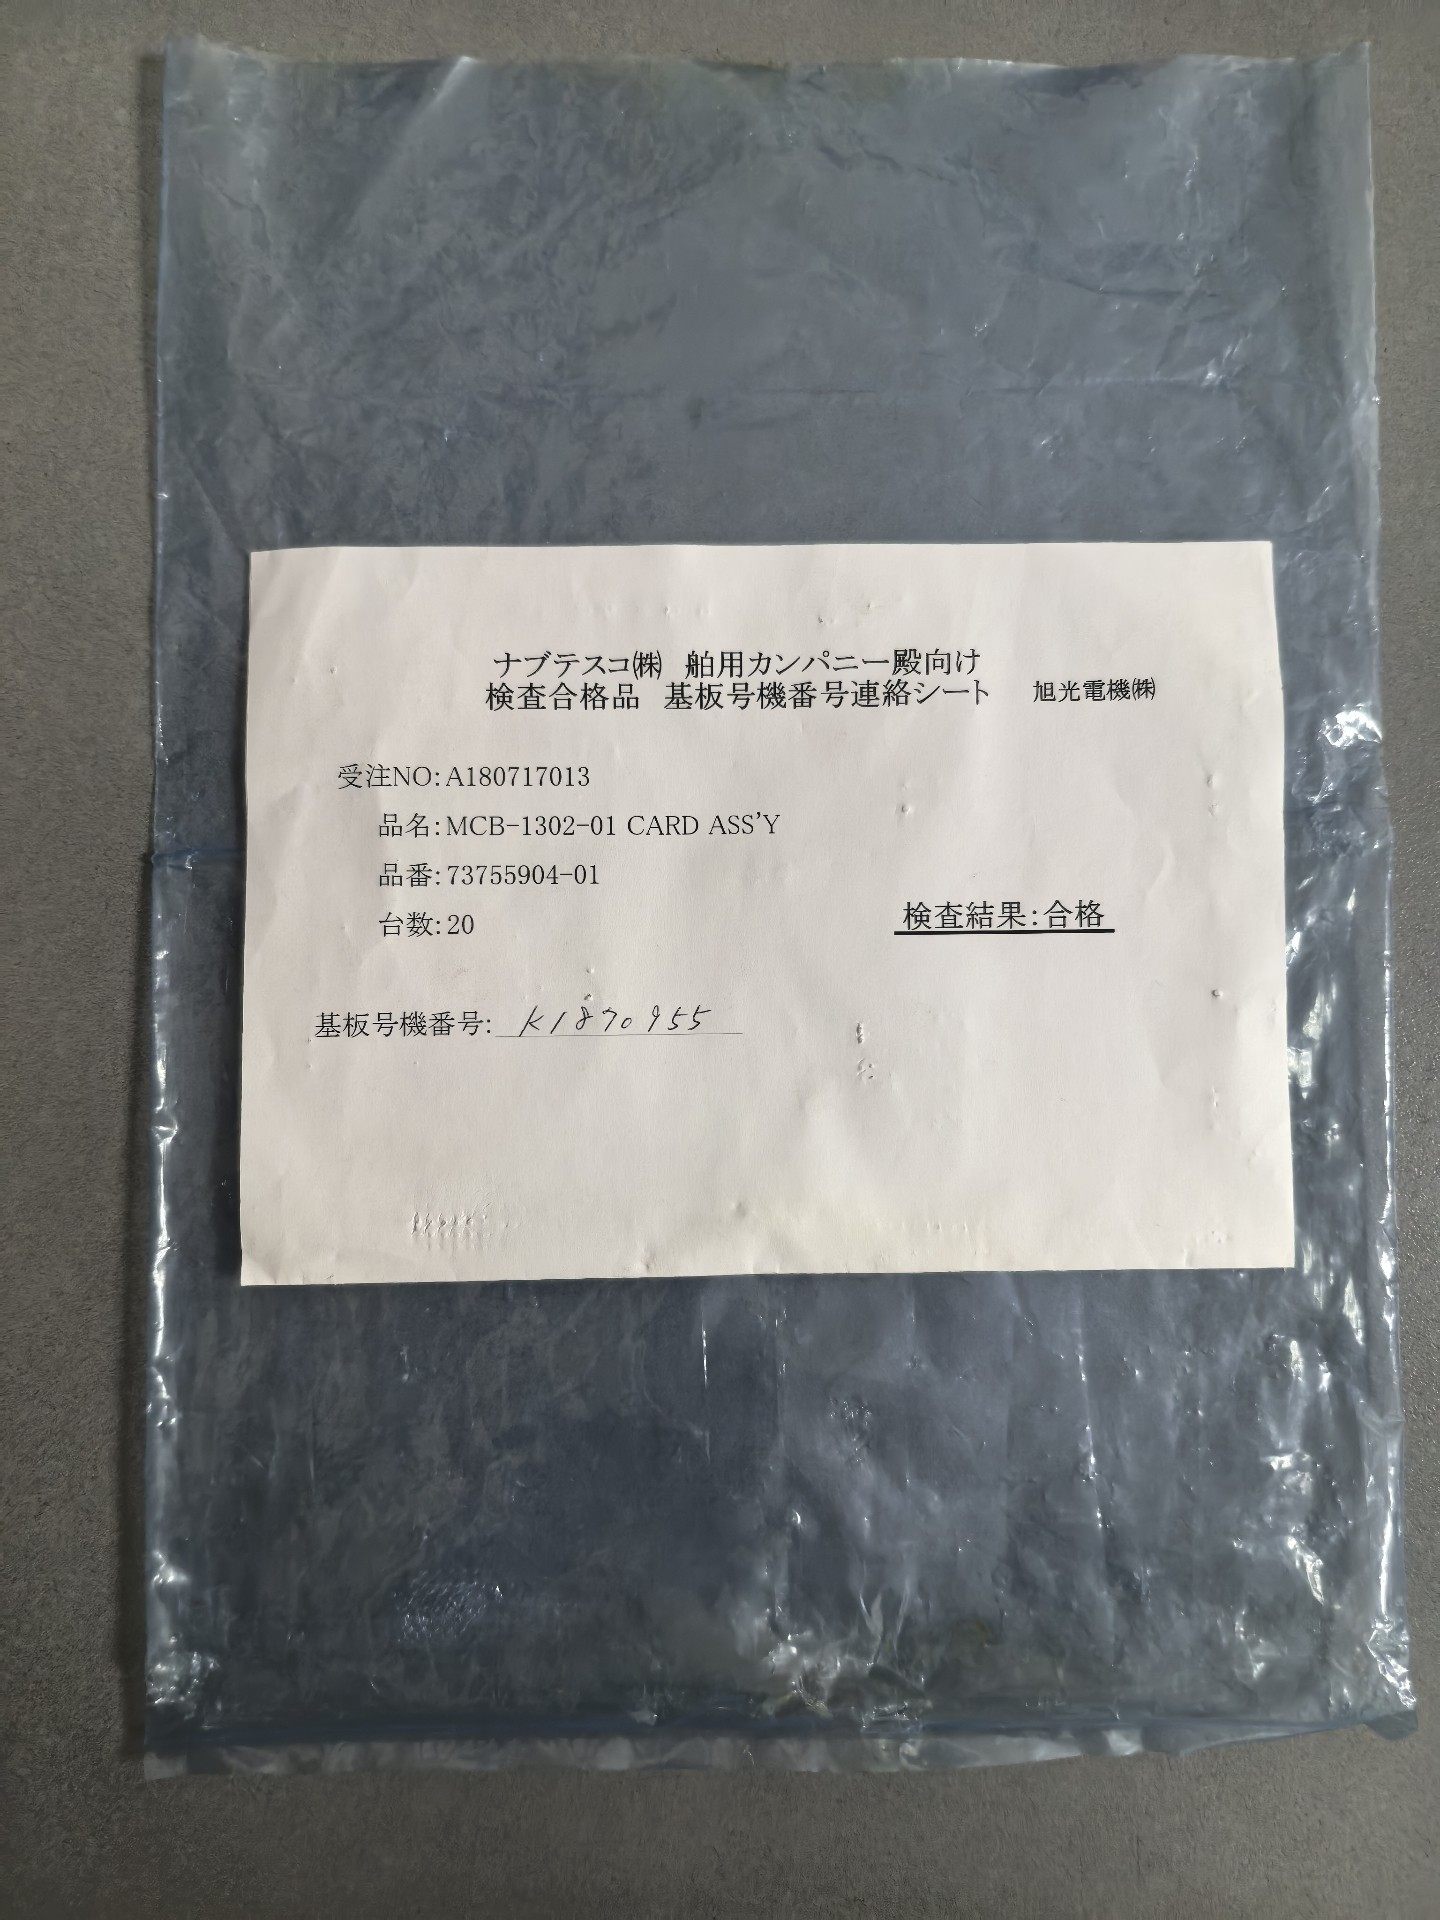 ナブテスコ㈱ 舶用カンパニー殿向け
検査合格品 基板号機番号連絡シート 旭光電機㈱
受注NO:A180717013
品名:MCB-1302-01 CARD ASS'Y
品番:73755904-01
台数:20
検査結果:合格
基板号機番号: K1870955